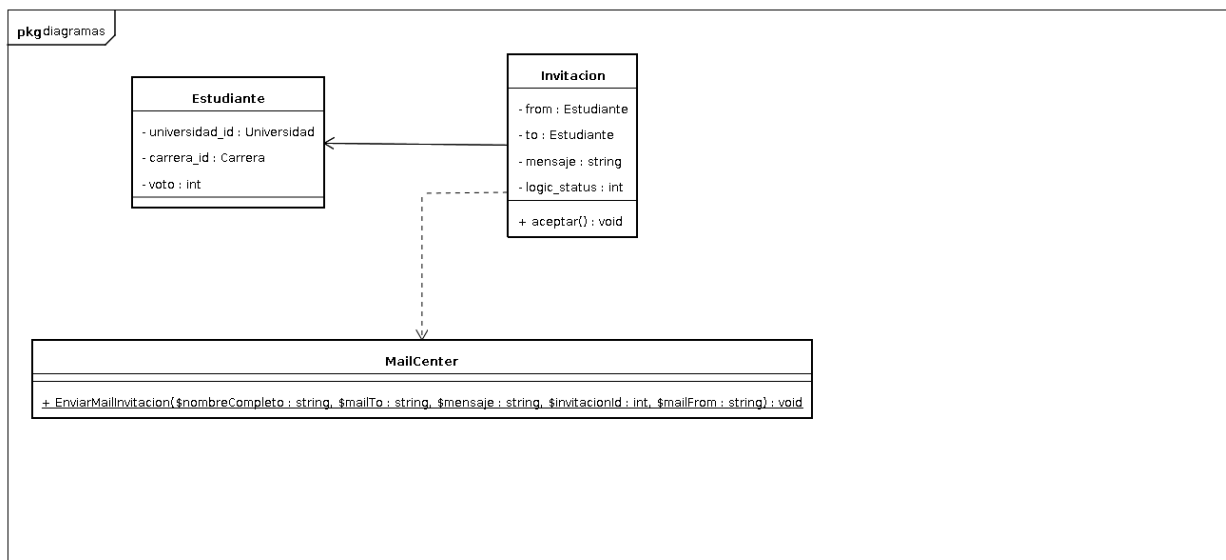 pkg diagramas
Estudiante
- universidad_id : Universidad
- carrera_id : Carrera
- voto : int
Invitacion
- from : Estudiante
- to : Estudiante
- mensaje : string
- logic_status : int
+ aceptar() : void
MailCenter
+ EnviarMailInvitacion($nombreCompleto : string, $mailTo : string, $mensaje : string, $invitacionId : int, $mailFrom : string) : void